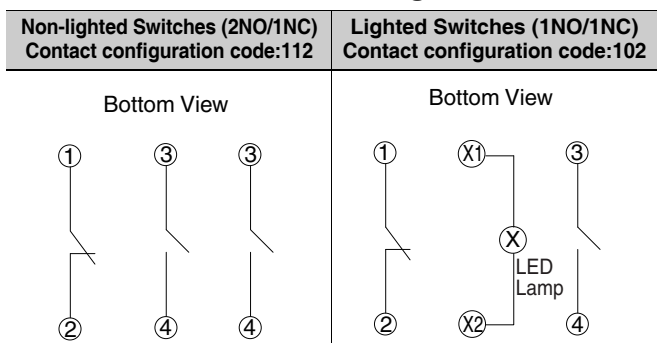 Non-lighted Switches (2NO/1NC)
Contact configuration code:112
Lighted Switches (1NO/1NC)
Contact configuration code:102
Bottom View
1
3
3
2
4
4
Bottom View
1
X1
3
X
LED
Lamp
2
X2
4